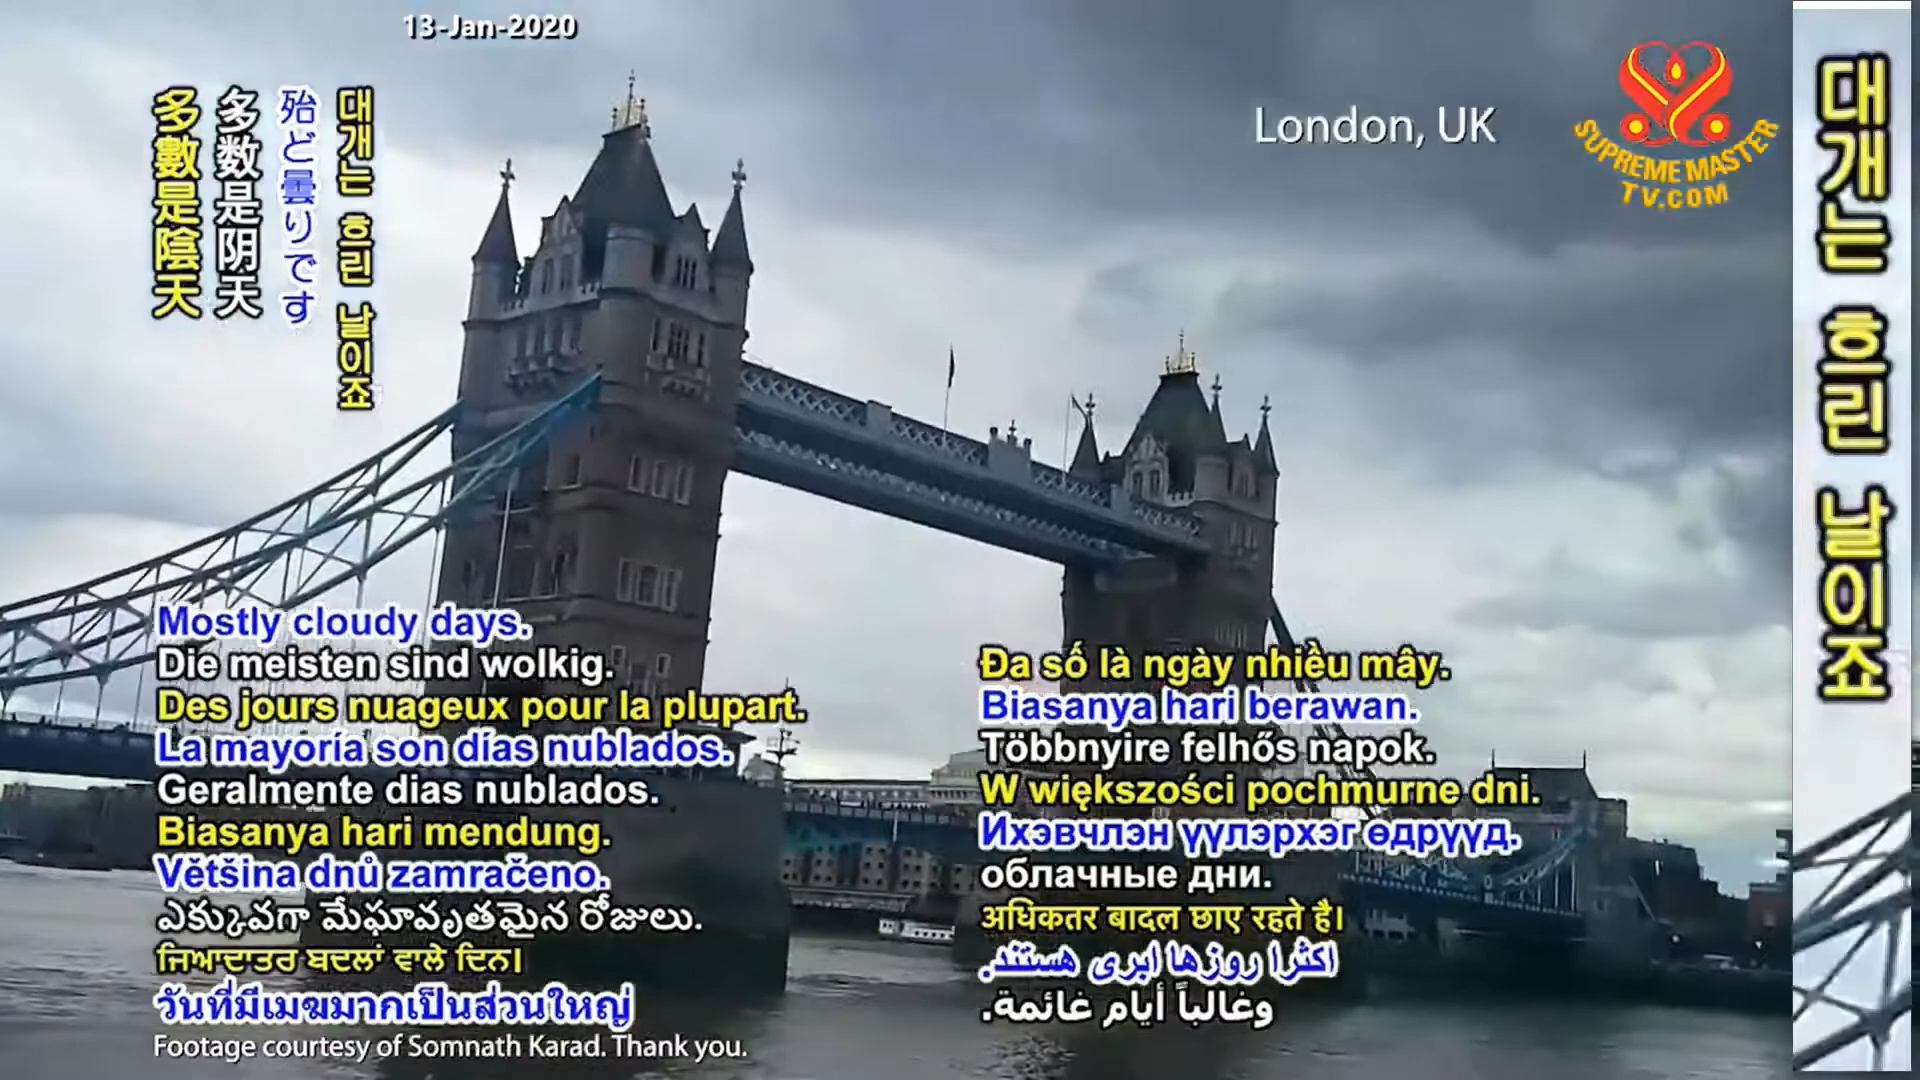 13-Jan-2020
London, UK
SUPREME MASTER
TV.COM
대개는 흐린 날이죠
殆ど曇りです
多数是阴天
多數是陰天
대개는 흐린 날이죠
Mostly cloudy days.
Die meisten sind wolkig.
Des jours nuageux pour la plupart.
La mayoría son días nublados.
Geralmente dias nublados.
Biasanya hari mendung.
Většina dnů zamračeno.
ఎక్కువగా మేఘావృతమైన రోజులు.
ਜਿਆਦਾਤਰ ਬਦਲਾਂ ਵਾਲੇ ਦਿਨ।
วันที่มีเมฆมากเป็นส่วนใหญ่
Footage courtesy of Somnath Karad. Thank you.
Đa số là ngày nhiều mây.
Biasanya hari berawan.
Többnyire felhős napok.
W większości pochmurne dni.
Ихэвчлэн үүлэрхэг өдрүүд.
облачные дни.
अधिकतर बादल छाए रहते है।
اکثرا روزها ابری هستند.
وغالباً أيام غائمة.